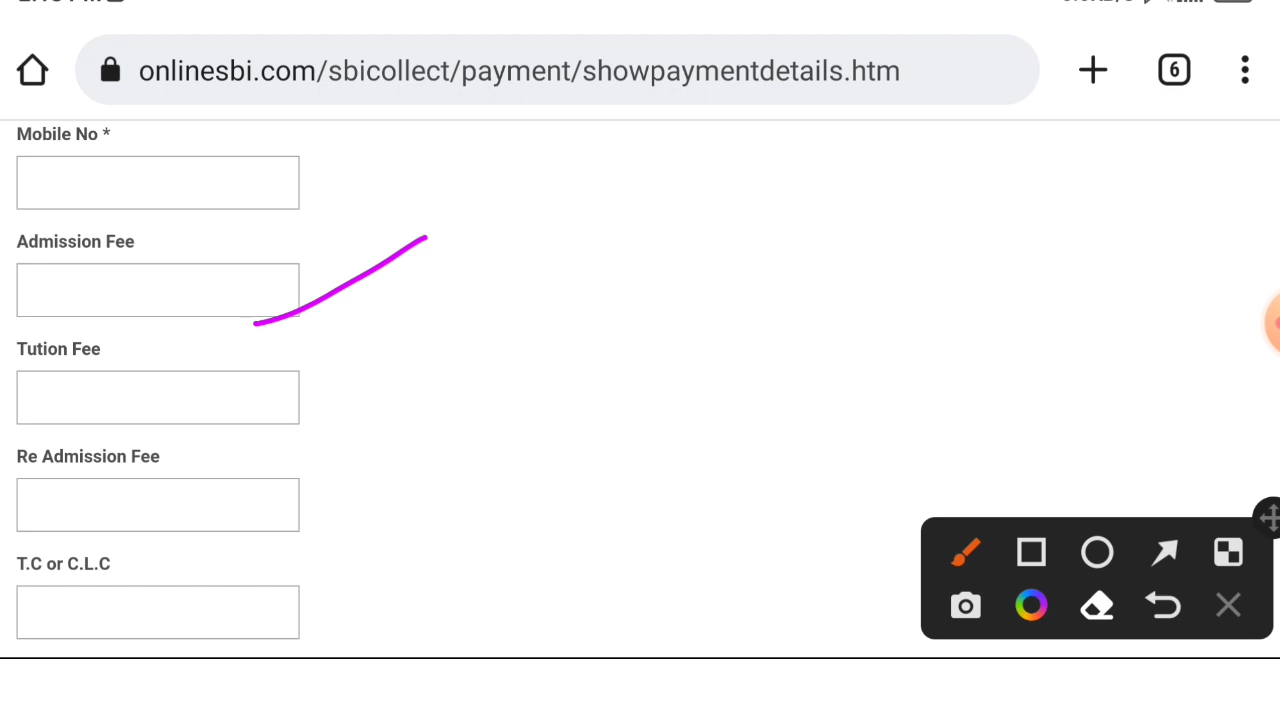 onlinesbi.com/sbicollect/payment/showpaymentdetails.htm
6
Mobile No *
Admission Fee
Tution Fee
Re Admission Fee
T.C or C.L.C